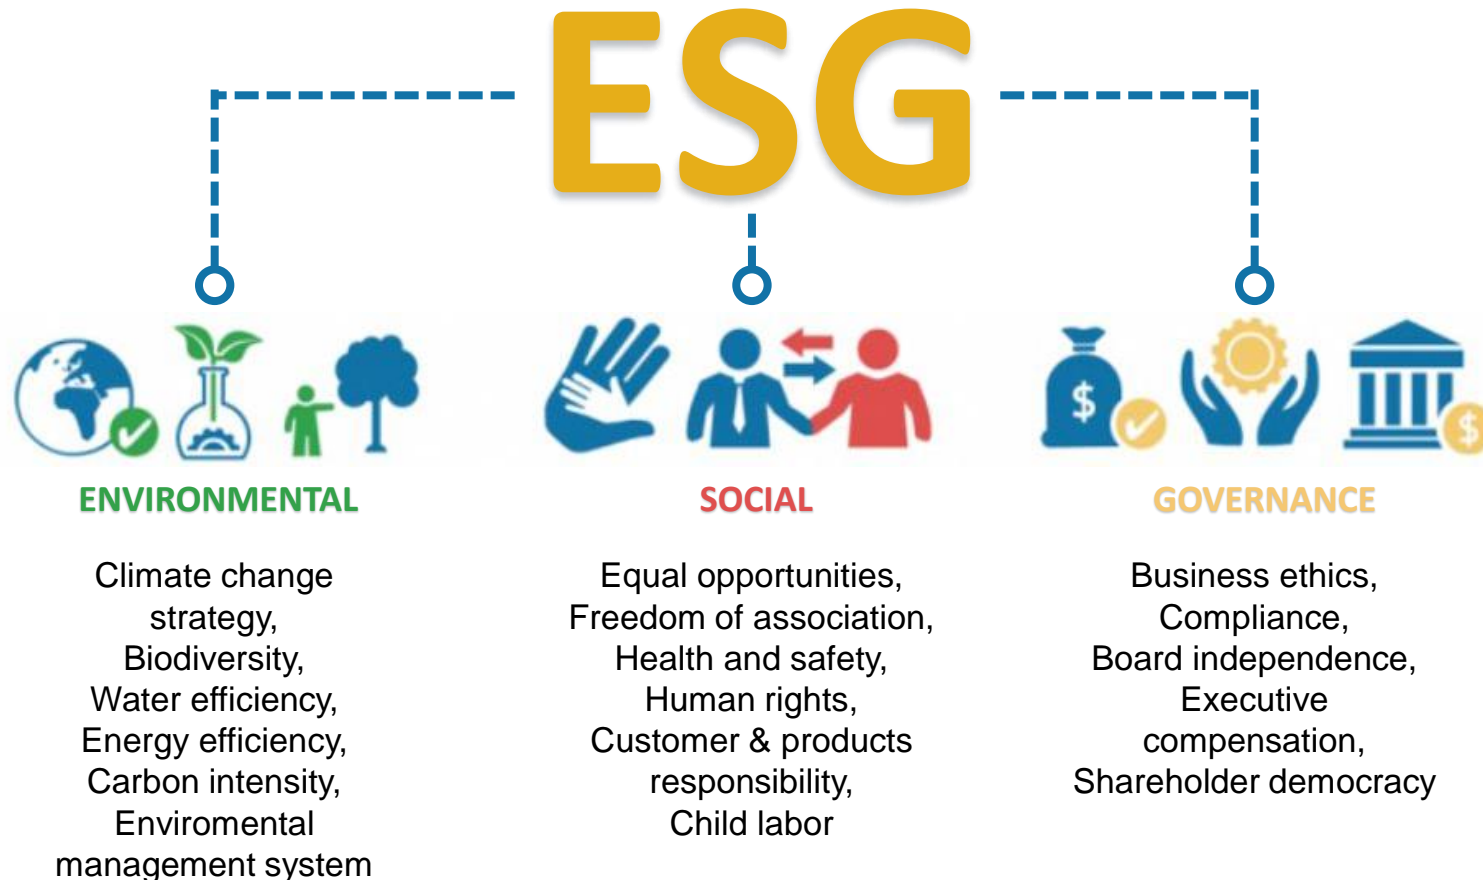 ESG
ENVIRONMENTAL
Climate change
strategy,
Biodiversity,
Water efficiency,
Energy efficiency,
Carbon intensity,
Enviromental
management system
SOCIAL
Equal opportunities,
Freedom of association,
Health and safety,
Human rights,
Customer & products
responsibility,
Child labor
$
$
GOVERNANCE
Business ethics,
Compliance,
Board independence,
Executive
compensation,
Shareholder democracy